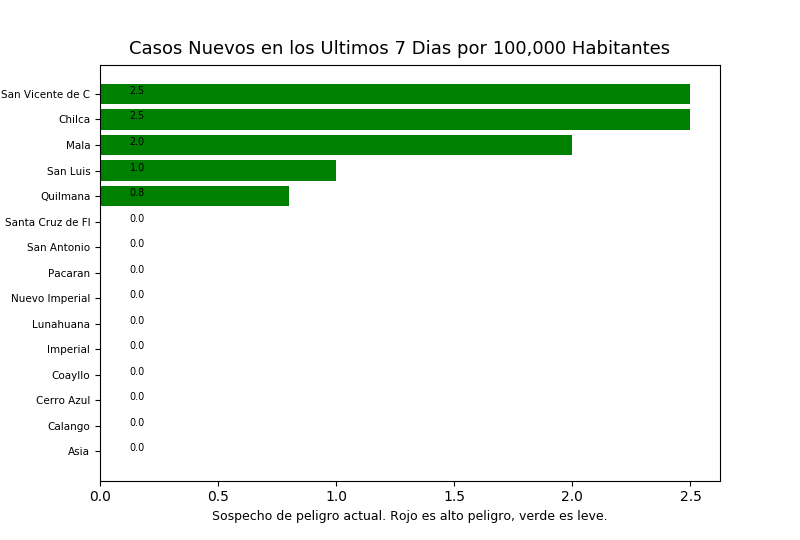 Casos Nuevos en los Ultimos 7 Dias por 100,000 Habitantes
San Vicente de C 2.5
Chilca 2.5
Mala 2.0
San Luis 1.0
Quilmana 0.8
Santa Cruz de Fl 0.0
San Antonio 0.0
Pacaran 0.0
Nuevo Imperial 0.0
Lunahuana 0.0
Imperial 0.0
Coayllo 0.0
Cerro Azul 0.0
Calango 0.0
Asia 0.0
0.0 0.5 1.0 1.5 2.0 2.5
Sospecho de peligro actual. Rojo es alto peligro, verde es leve.